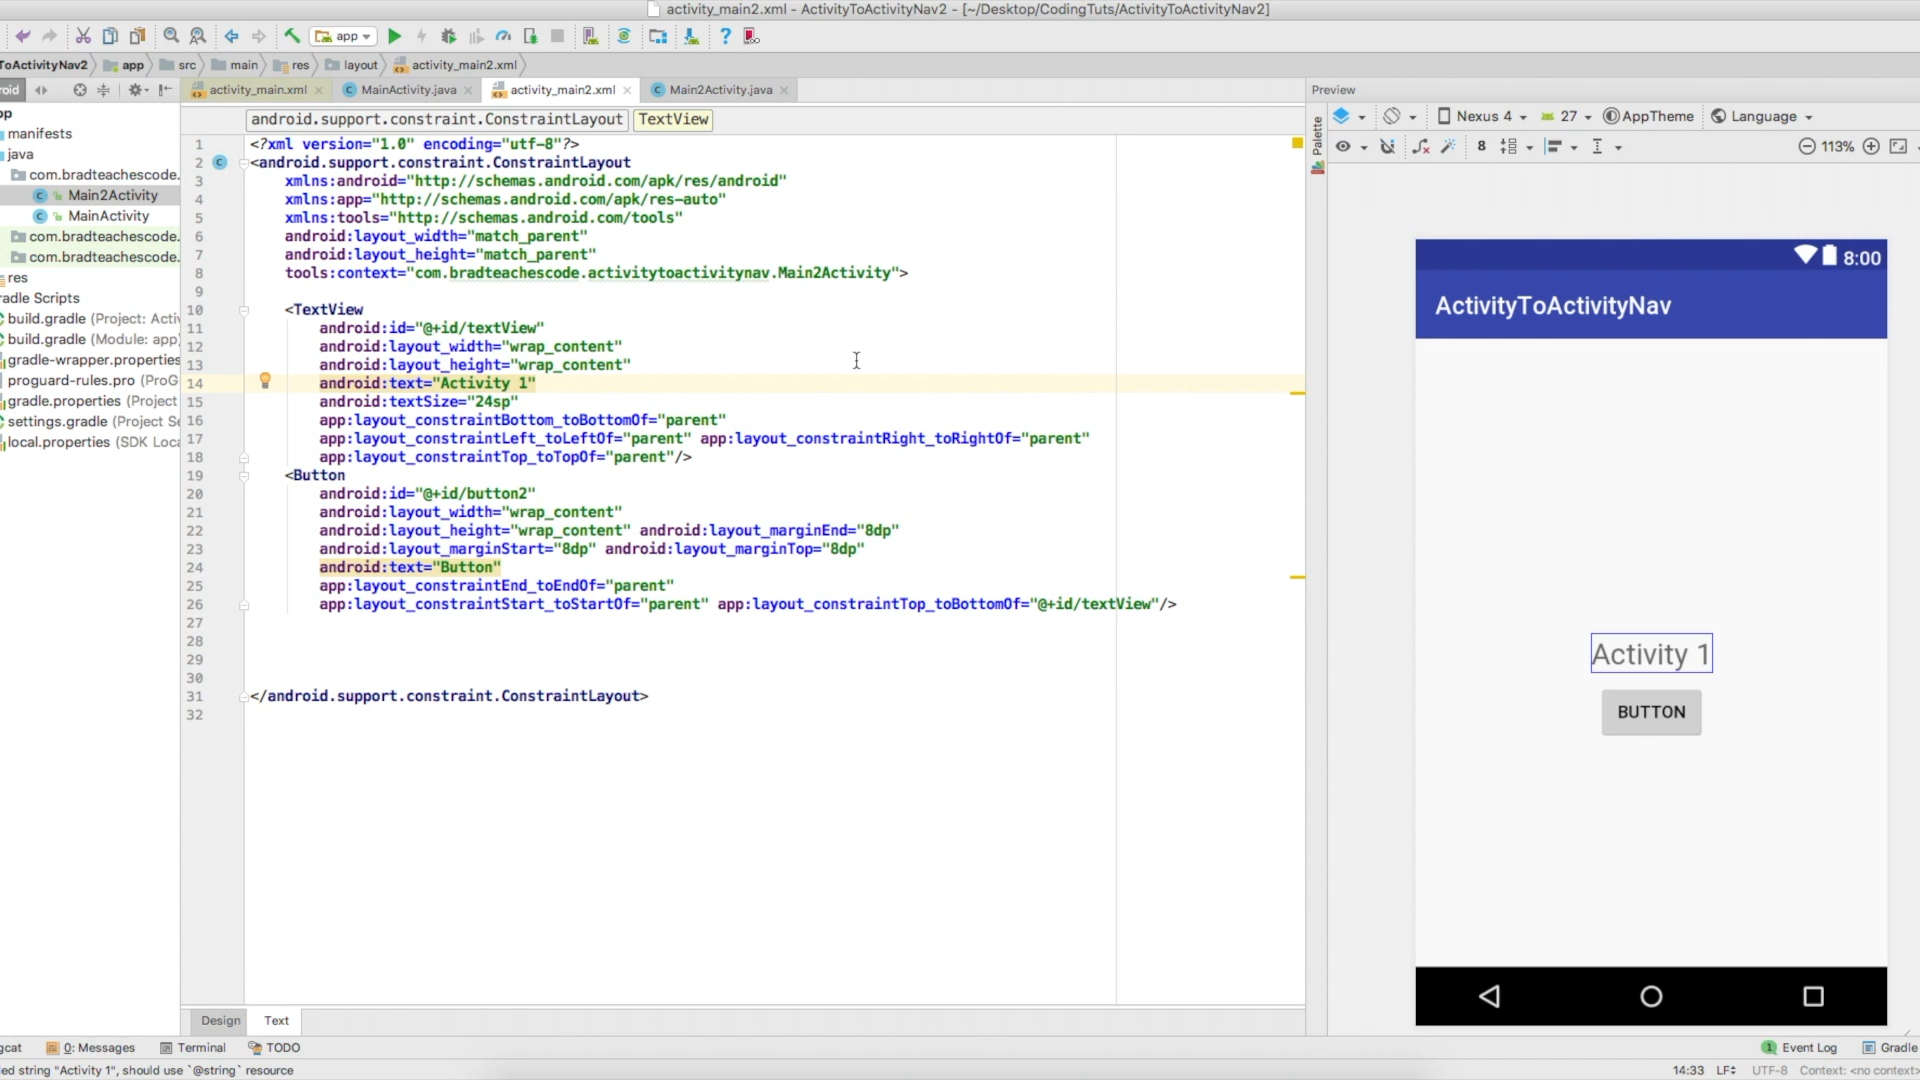 activity_main2.xml - ActivityToActivityNav2 - [~/Desktop/CodingTuts/ActivityToActivityNav2]
app
ToActivityNav2 app src main res layout activity_main2.xml
roid activity_main.xml MainActivity.java activity_main2.xml Main2Activity.java Preview
android.support.constraint.ConstraintLayout TextView
Palette
Nexus 4 27 AppTheme Language
8 113%
pp
manifests
java
com.bradteachescode.
Main2Activity
MainActivity
com.bradteachescode.
com.bradteachescode.
res
radle Scripts
build.gradle (Project: Activ
build.gradle (Module: app)
gradle-wrapper.properties
proguard-rules.pro (ProG
gradle.properties (Project
settings.gradle (Project Se
local.properties (SDK Loca
1 <?xml version="1.0" encoding="utf-8"?>
2 <android.support.constraint.ConstraintLayout
3 xmlns:android="http://schemas.android.com/apk/res/android"
4 xmlns:app="http://schemas.android.com/apk/res-auto"
5 xmlns:tools="http://schemas.android.com/tools"
6 android:layout_width="match_parent"
7 android:layout_height="match_parent"
8 tools:context="com.bradteachescode.activitytoactivitynav.Main2Activity">
9
10 <TextView
11 android:id="@+id/textView"
12 android:layout_width="wrap_content"
13 android:layout_height="wrap_content"
14 android:text="Activity 1"
15 android:textSize="24sp"
16 app:layout_constraintBottom_toBottomOf="parent"
17 app:layout_constraintLeft_toLeftOf="parent" app:layout_constraintRight_toRightOf="parent"
18 app:layout_constraintTop_toTopOf="parent"/>
19 <Button
20 android:id="@+id/button2"
21 android:layout_width="wrap_content"
22 android:layout_height="wrap_content" android:layout_marginEnd="8dp"
23 android:layout_marginStart="8dp" android:layout_marginTop="8dp"
24 android:text="Button"
25 app:layout_constraintEnd_toEndOf="parent"
26 app:layout_constraintStart_toStartOf="parent" app:layout_constraintTop_toBottomOf="@+id/textView"/>
27
28
29
30
31 </android.support.constraint.ConstraintLayout>
32
8:00
ActivityToActivityNav
Activity 1
BUTTON
Design Text
gcat 0: Messages Terminal TODO Event Log Gradle
1
ed string "Activity 1", should use `@string` resource 14:33 LF UTF-8 Context: <no context>